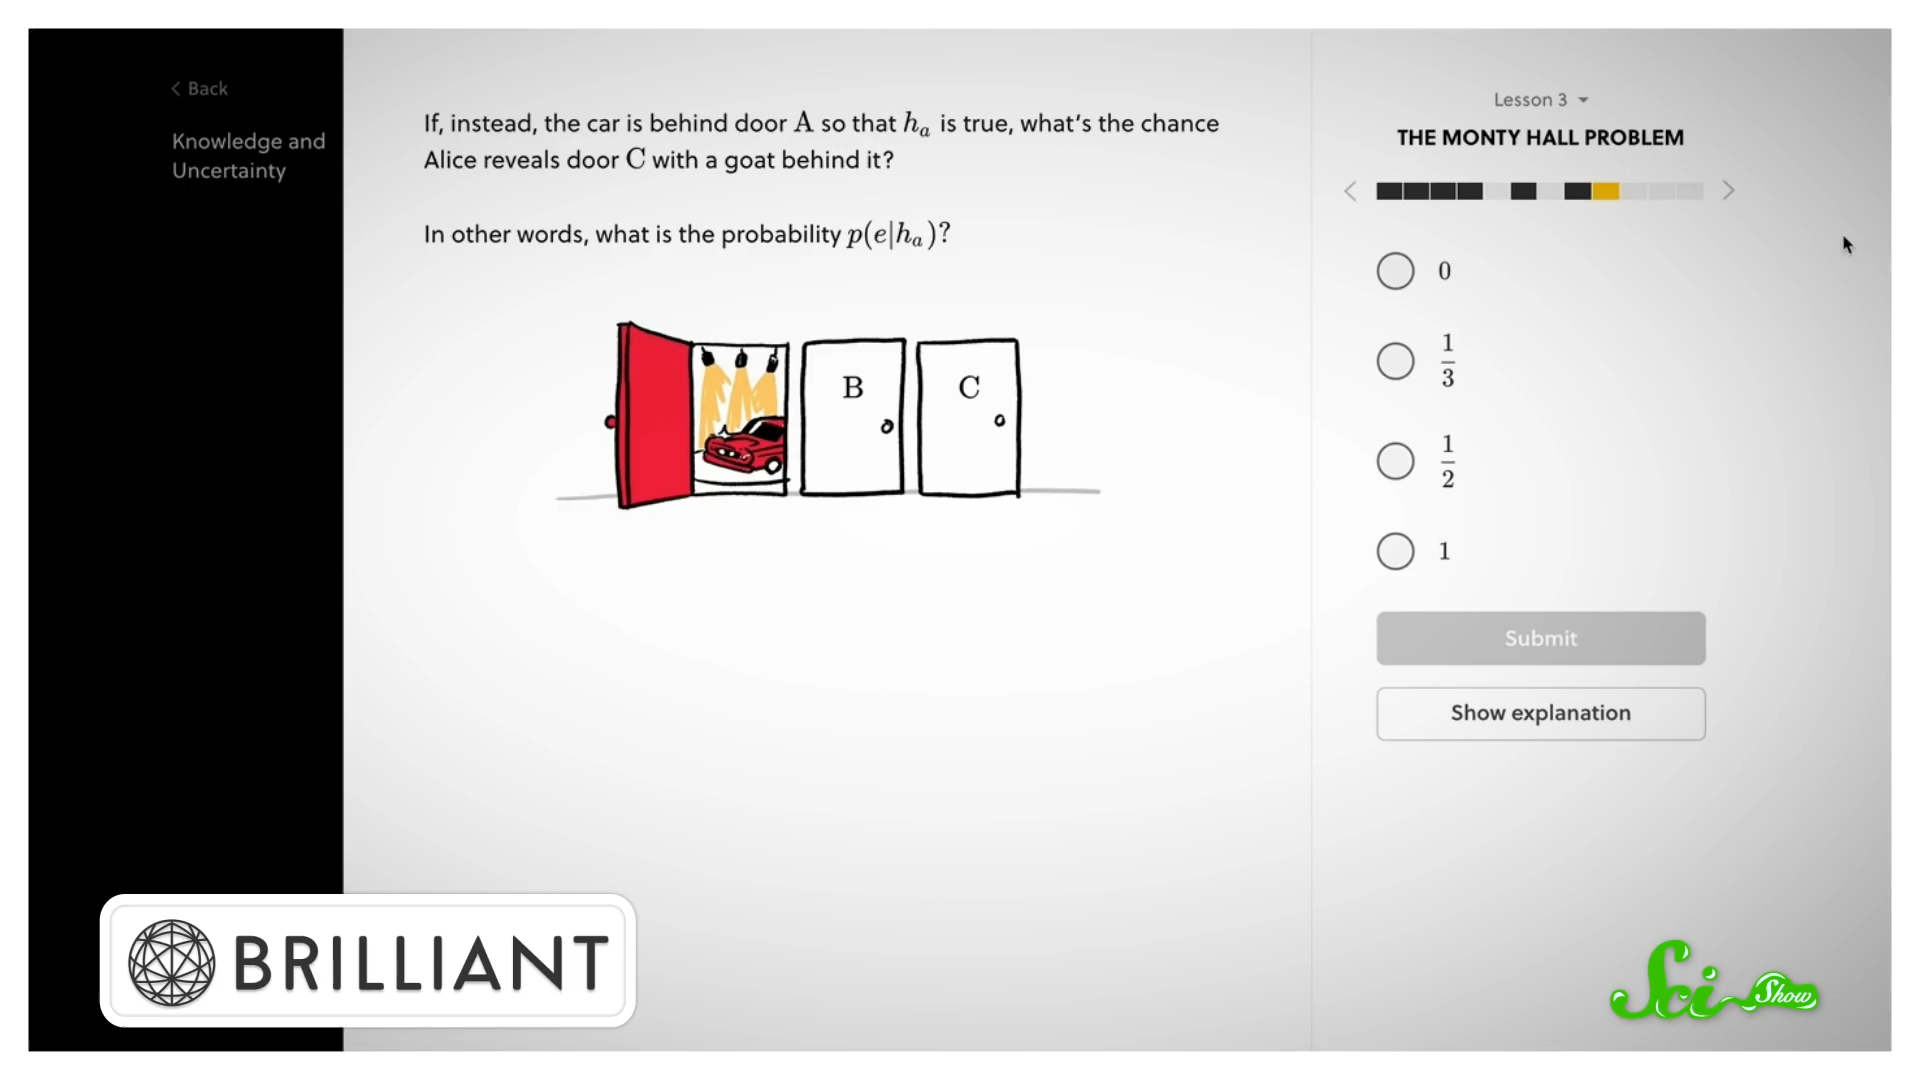 Back
Knowledge and
Uncertainty
If, instead, the car is behind door A so that hₐ is true, what's the chance
Alice reveals door C with a goat behind it?
In other words, what is the probability p(e|hₐ)?
B
C
Lesson 3
THE MONTY HALL PROBLEM
0
1/3
1/2
1
Submit
Show explanation
BRILLIANT
Sci Show